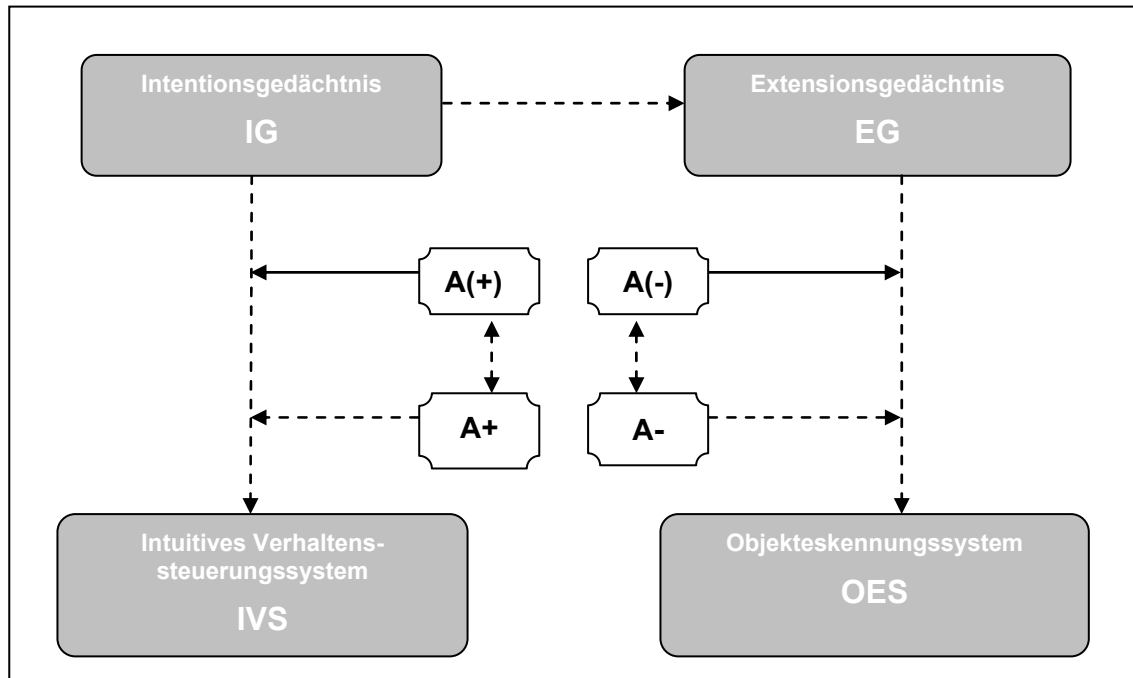 Intentionsgedächtnis
IG
Extensionsgedächtnis
EG
A(+)
A(-)
A+
A-
Intuitives Verhaltens-
steuerungssystem
IVS
Objekteskennungssystem
OES